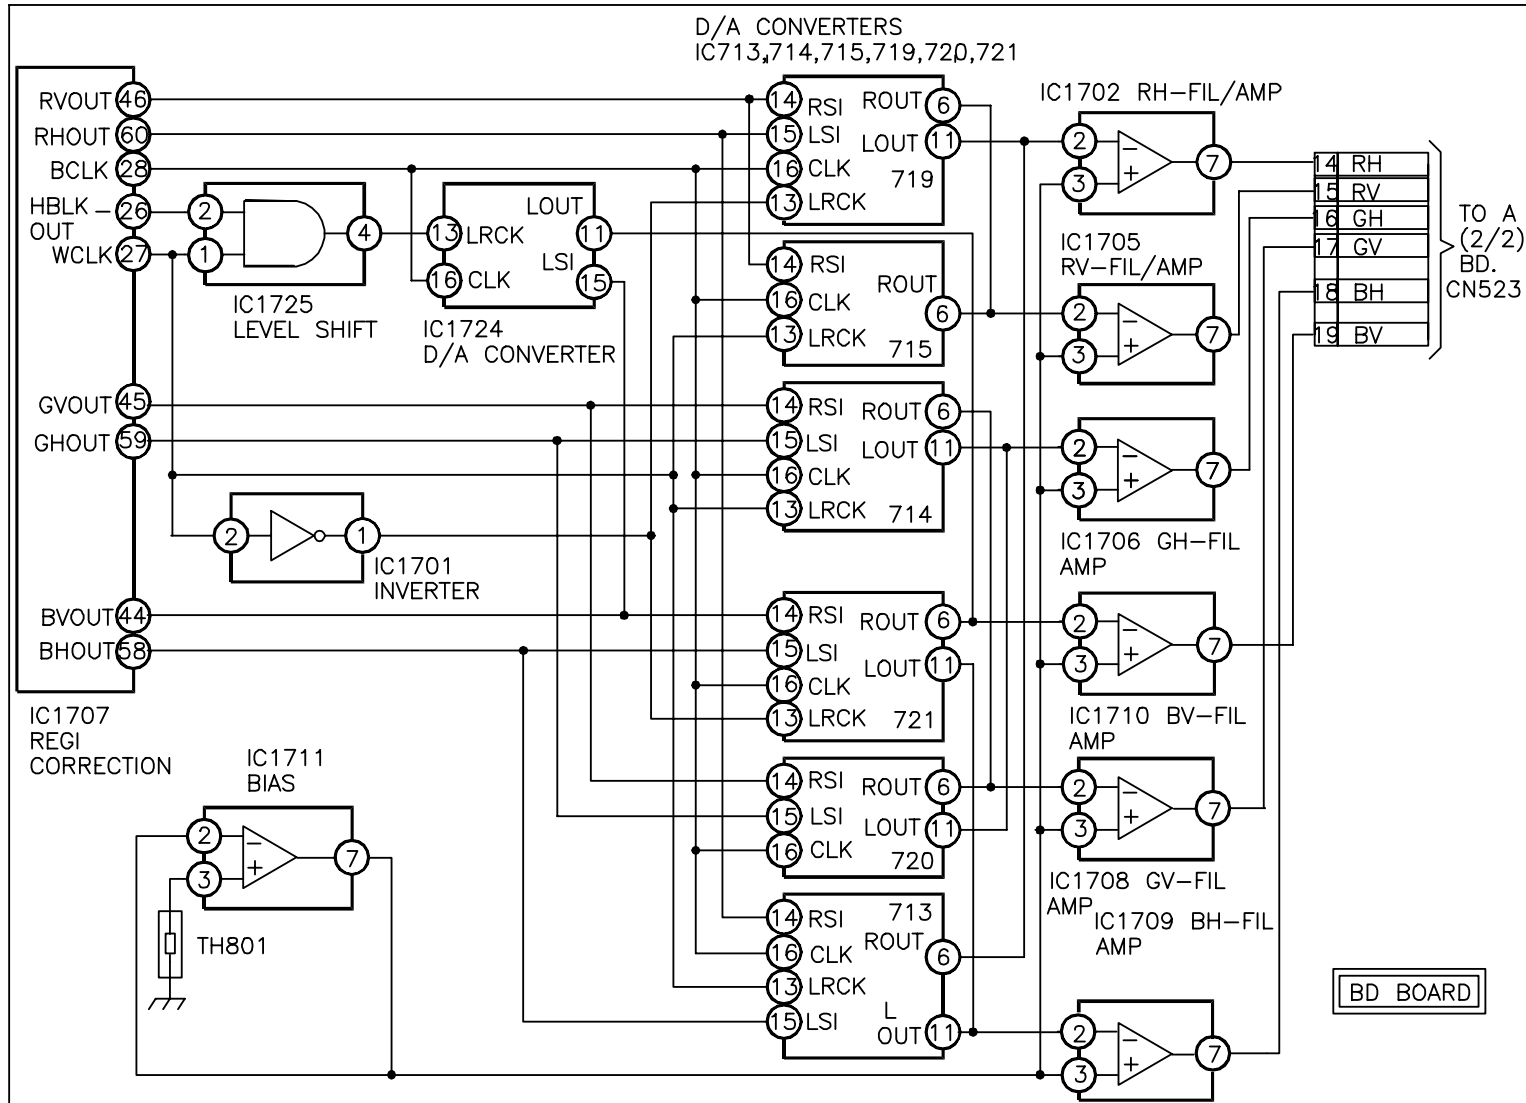 D/A CONVERTERS
IC713,714,715,719,720,721
RVOUT 46
RHOUT 60
BCLK 28
HBLK - 26
OUT
WCLK 27
GVOUT 45
GHOUT 59
BVOUT 44
BHOUT 58
IC1707
REGI
CORRECTION
2
1
4
IC1725
LEVEL SHIFT
LOUT 11
13 LRCK
LSI 15
16 CLK
IC1724
D/A CONVERTER
2
1
IC1701
INVERTER
IC1711
BIAS
2
3
7
TH801
14 RSI
ROUT 6
15 LSI
LOUT 11
16 CLK
719
13 LRCK
14 RSI
ROUT
16 CLK
6
13 LRCK
715
14 RSI
ROUT 6
15 LSI
LOUT 11
16 CLK
13 LRCK
714
14 RSI
ROUT 6
15 LSI
LOUT 11
16 CLK
13 LRCK
721
14 RSI
ROUT 6
15 LSI
LOUT 11
16 CLK
720
713
14 RSI
ROUT
16 CLK
6
13 LRCK
L
15 LSI
OUT 11
IC1702 RH-FIL/AMP
2
3
7
IC1705
RV-FIL/AMP
2
3
7
2
3
7
IC1706 GH-FIL
AMP
2
3
7
IC1710 BV-FIL
AMP
2
3
7
IC1708 GV-FIL
AMP
IC1709 BH-FIL
AMP
2
3
7
14 RH
15 RV
16 GH
17 GV
18 BH
19 BV
TO A
(2/2)
BD.
CN523
BD BOARD